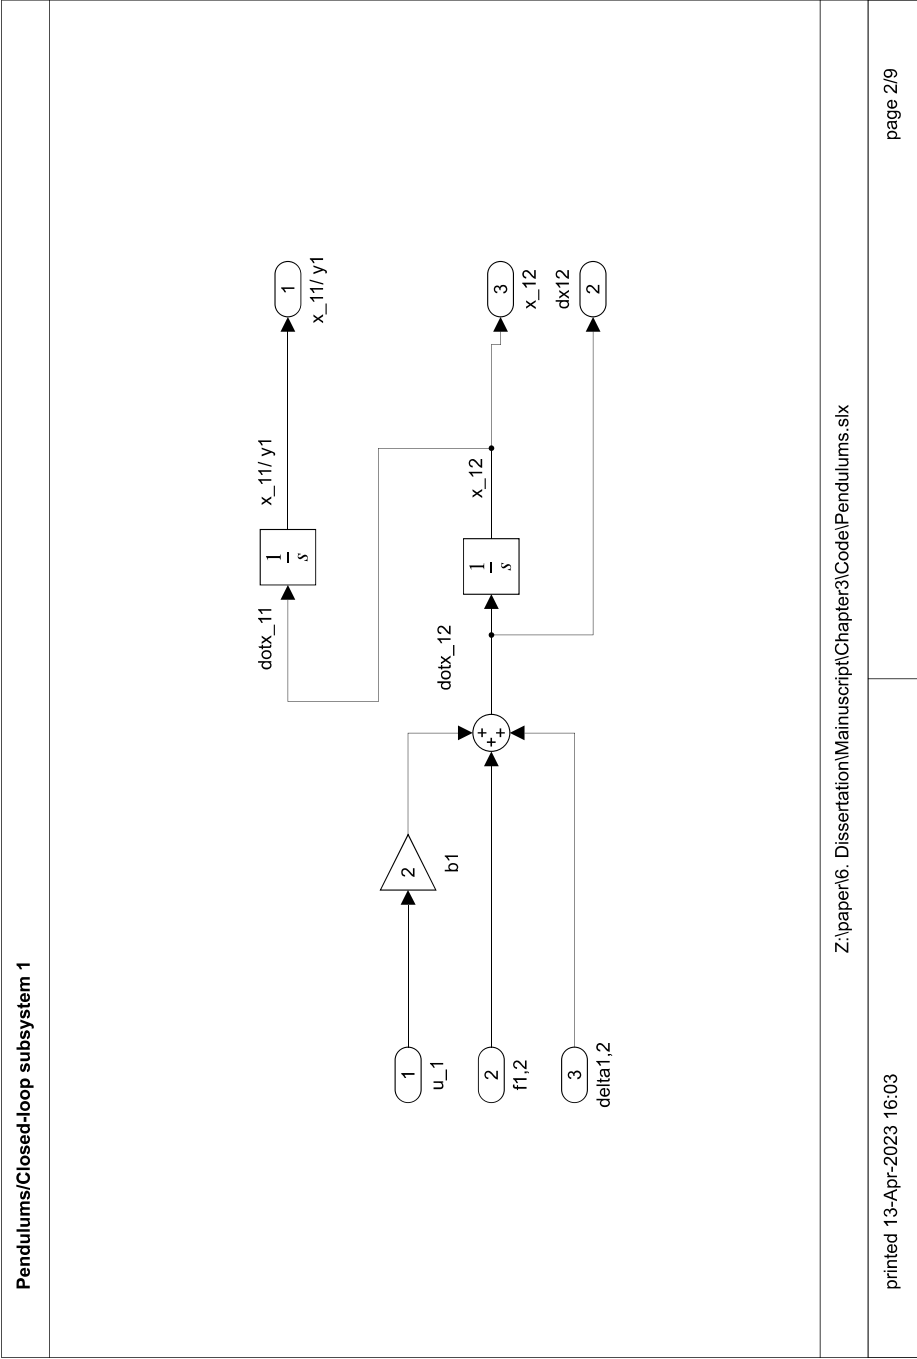 Pendulums/Closed-loop subsystem 1
dotx_11
1
s
x_11/ y1
1
x_11/ y1
1
u_1
2
b1
2
f1,2
+
+
+
dotx_12
1
s
x_12
3
x_12
dx12
2
3
delta1,2
Z:\paper\6. Dissertation\Mainuscript\Chapter3\Code\Pendulums.slx
printed 13-Apr-2023 16:03
page 2/9